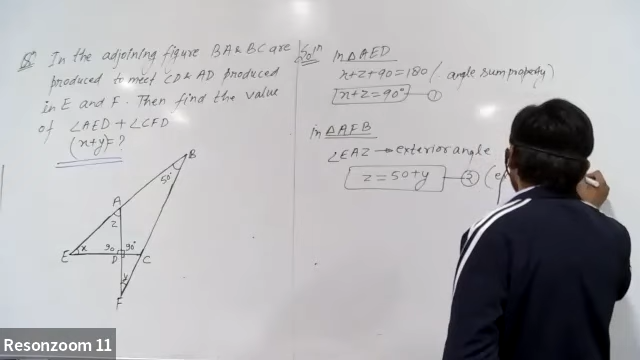 Q. In the adjoining figure BA & BC are
produced to meet CD & AD produced
in E and F. Then find the value
of ∠AED + ∠CFD
(x+y)= ?
B
50°
A
z
E x 90 90° C
D
y
F
Solⁿ in △AED
x+z+90=180 (angle sum property)
x+z=90° ①
in △AFB
∠EAZ → exterior angle
z=50+y ② (e
Resonzoom 11